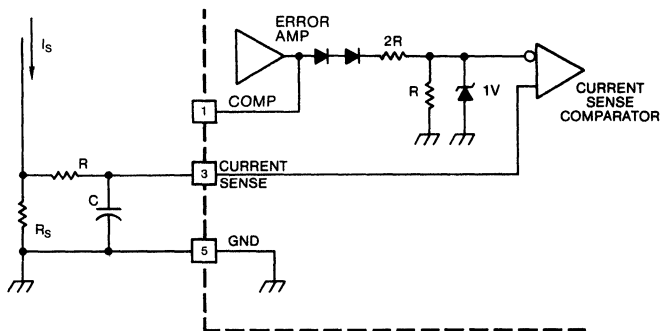 ERROR
AMP
I_S
2R
R
1V
CURRENT
SENSE
COMPARATOR
1
COMP
R
3
CURRENT
SENSE
C
R_S
5
GND